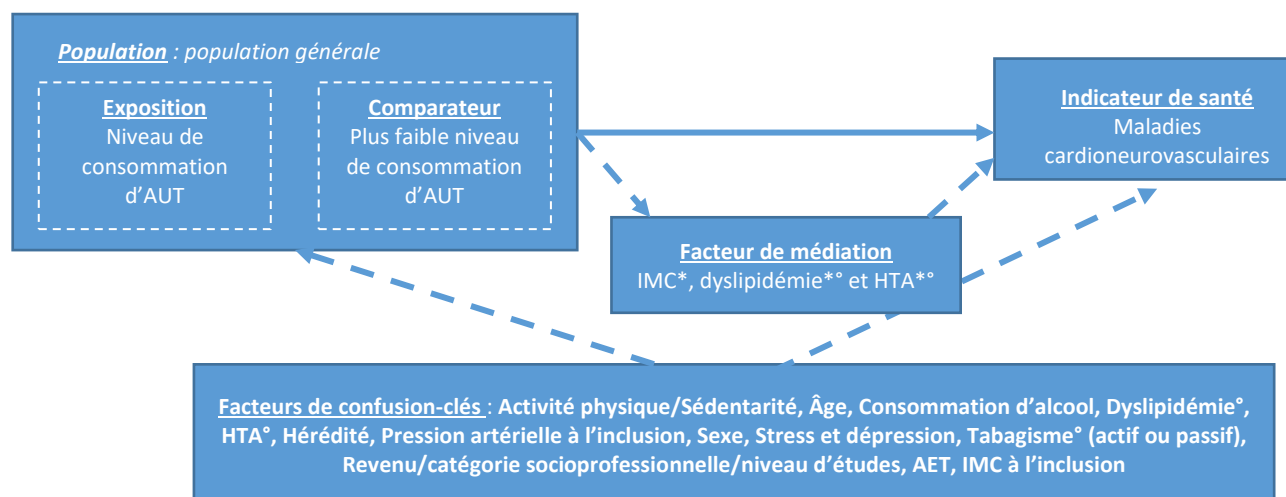 Population : population générale
Exposition
Niveau de
consommation
d’AUT
Comparateur
Plus faible niveau
de consommation
d’AUT
Indicateur de santé
Maladies
cardioneurovasculaires
Facteur de médiation
IMC*, dyslipidémie*° et HTA*°
Facteurs de confusion-clés : Activité physique/Sédentarité, Âge, Consommation d’alcool, Dyslipidémie°,
HTA°, Hérédité, Pression artérielle à l’inclusion, Sexe, Stress et dépression, Tabagisme° (actif ou passif),
Revenu/catégorie socioprofessionnelle/niveau d’études, AET, IMC à l’inclusion